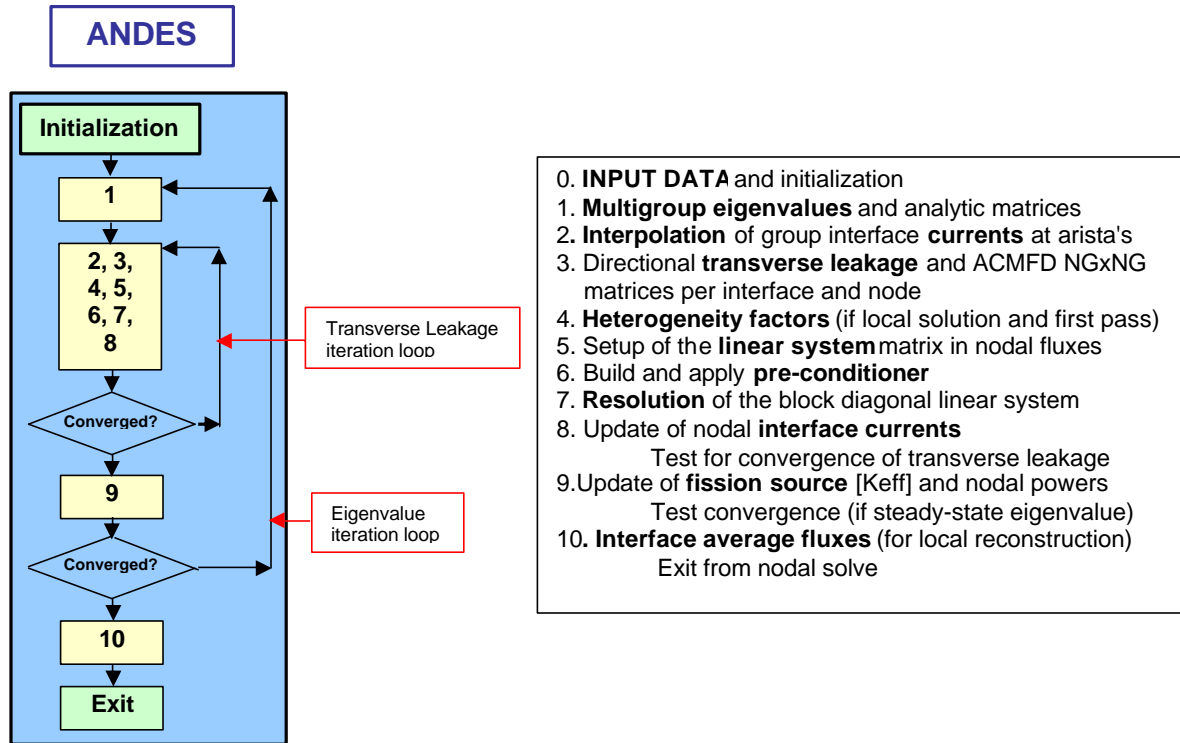 ANDES
Initialization
1
2, 3,
4, 5,
6, 7,
8
Converged?
9
Converged?
10
Exit
Transverse Leakage
iteration loop
Eigenvalue
iteration loop
0. INPUT DATA and initialization
1. Multigroup eigenvalues and analytic matrices
2. Interpolation of group interface currents at arista's
3. Directional transverse leakage and ACMFD NGxNG
matrices per interface and node
4. Heterogeneity factors (if local solution and first pass)
5. Setup of the linear system matrix in nodal fluxes
6. Build and apply pre-conditioner
7. Resolution of the block diagonal linear system
8. Update of nodal interface currents
Test for convergence of transverse leakage
9.Update of fission source [Keff] and nodal powers
Test convergence (if steady-state eigenvalue)
10. Interface average fluxes (for local reconstruction)
Exit from nodal solve